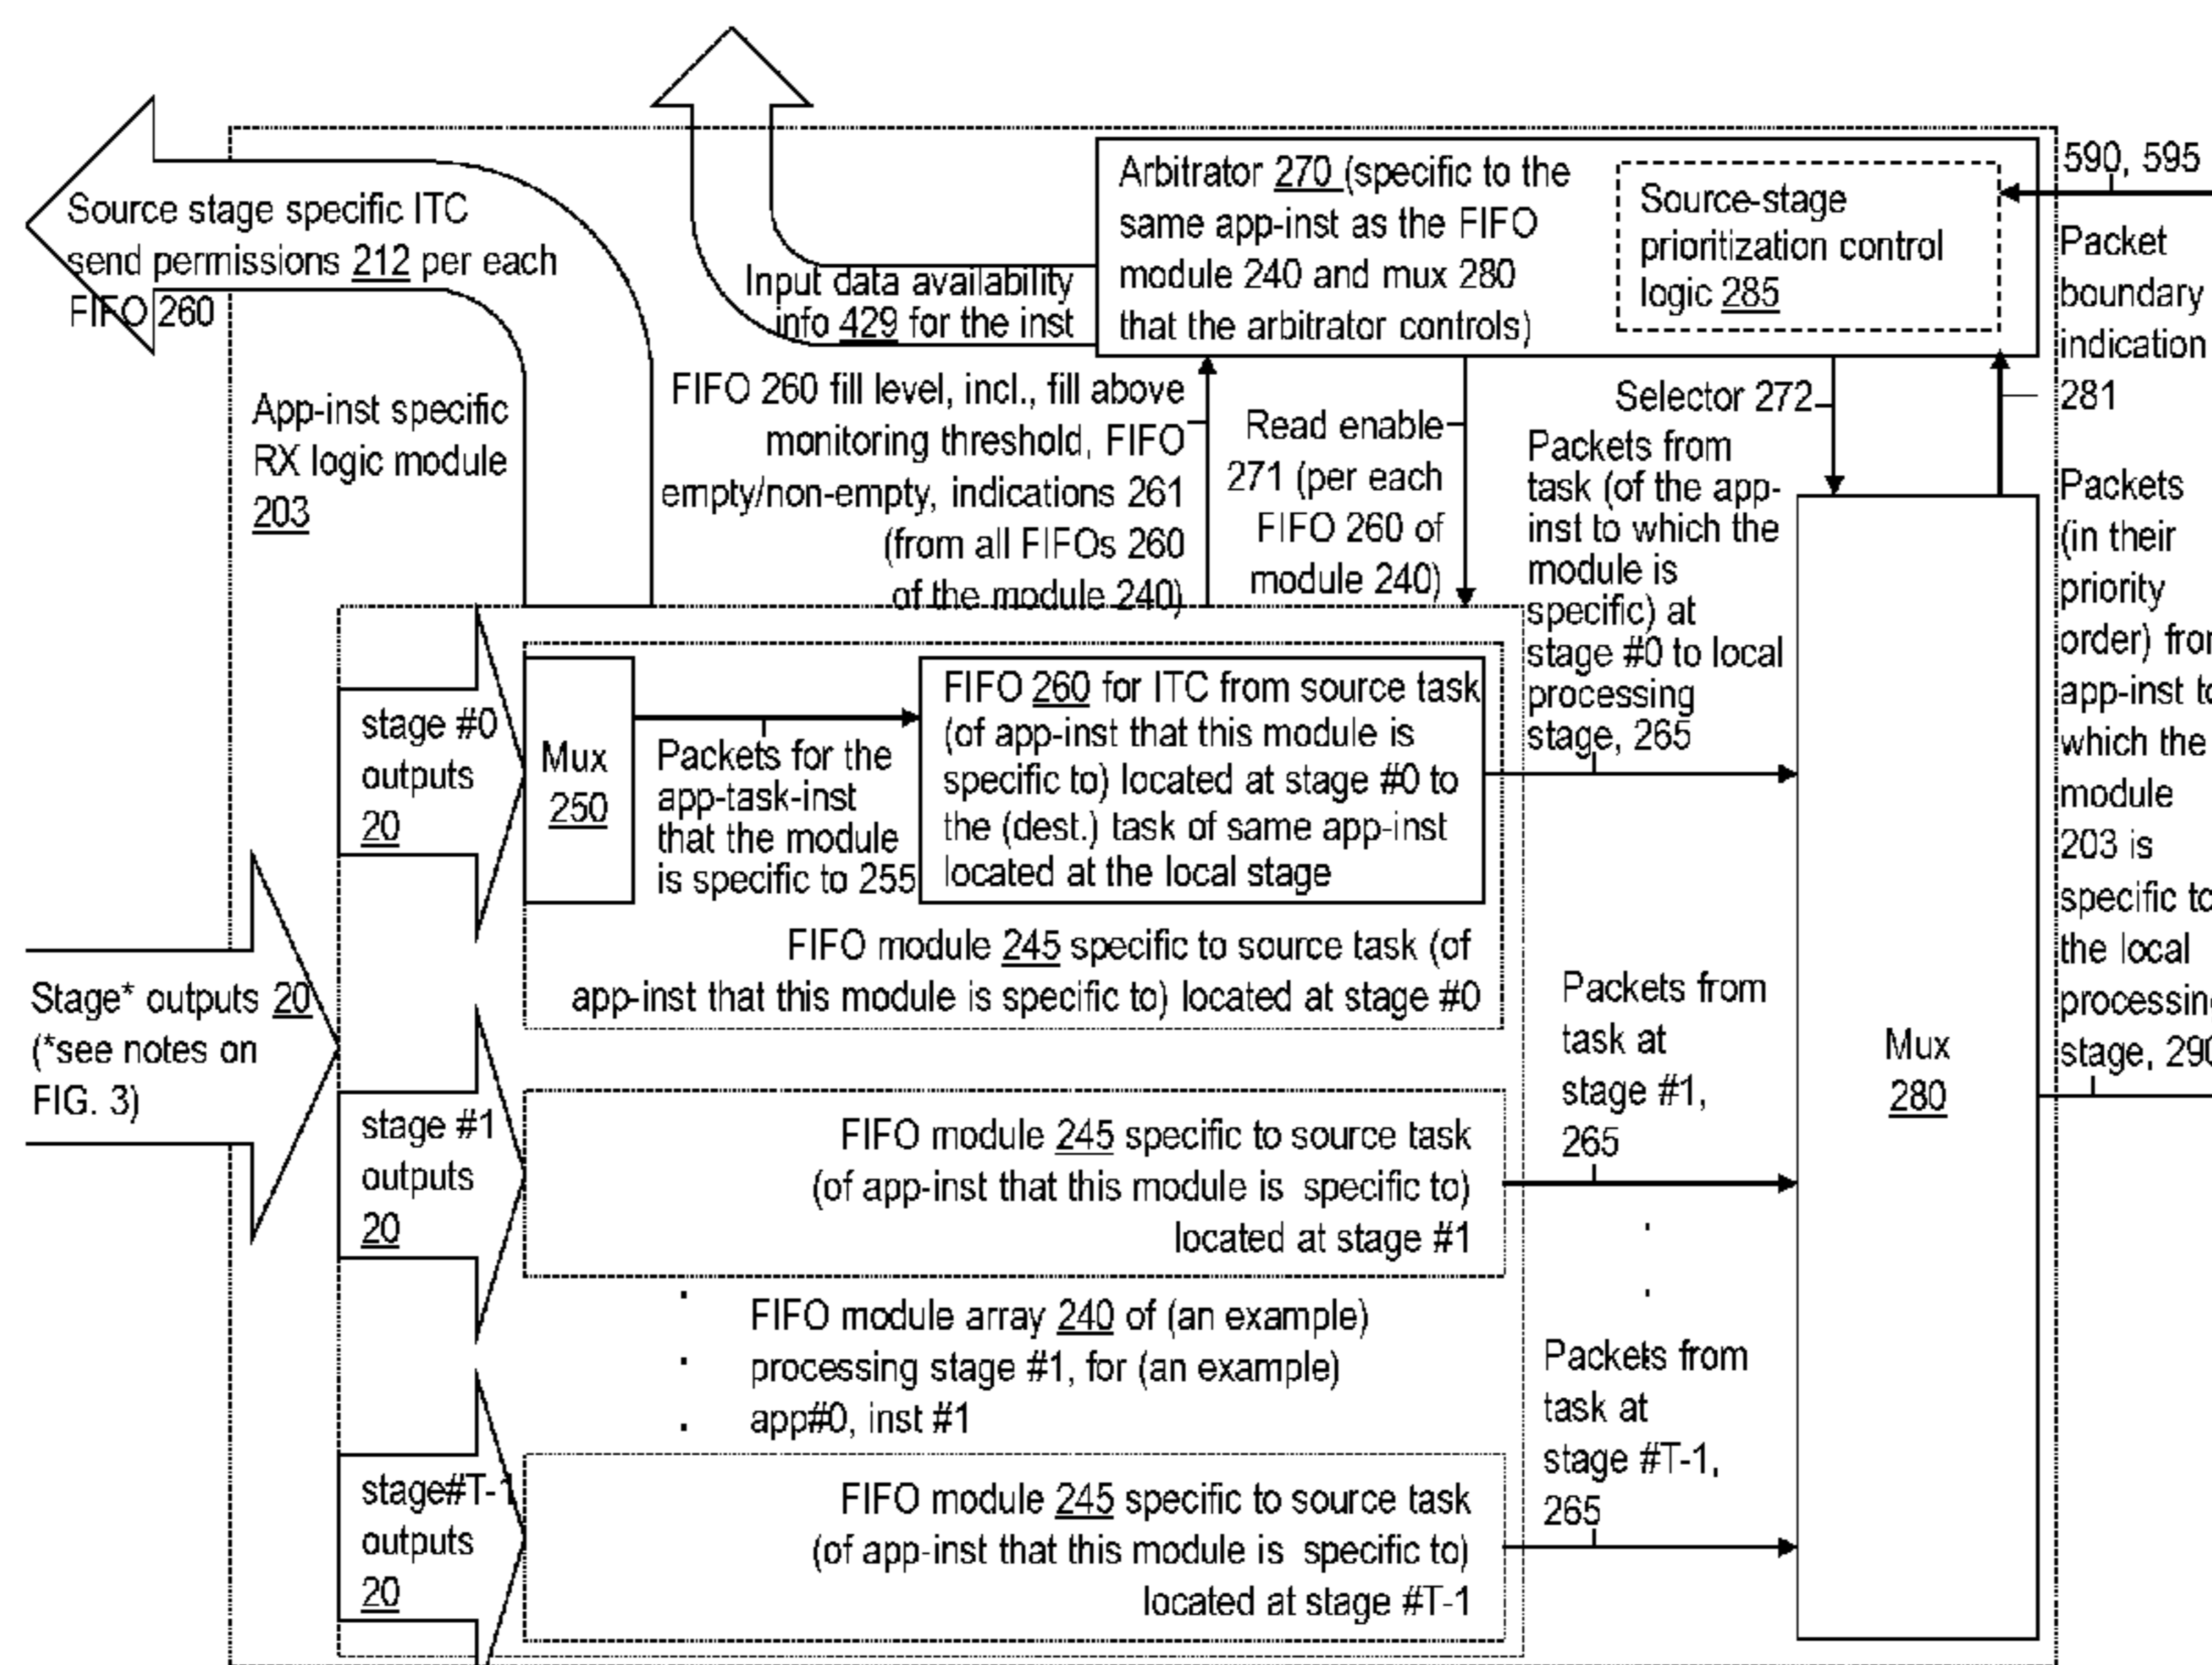 Source stage specific ITC
send permissions 212 per each
FIFO 260
Input data availability
info 429 for the inst
Arbitrator 270 (specific to the
same app-inst as the FIFO
module 240 and mux 280
that the arbitrator controls)
Source-stage
prioritization control
logic 285
590, 595
Packet
boundary
indication
281
App-inst specific
RX logic module
203
FIFO 260 fill level, incl., fill above
monitoring threshold, FIFO
empty/non-empty, indications 261
(from all FIFOs 260
of the module 240)
Read enable
271 (per each
FIFO 260 of
module 240)
Selector 272
Packets from
task (of the app-
inst to which the
module is
specific) at
stage #0 to local
processing
stage, 265
Packets
(in their
priority
order)
app-inst
which the
module
203 is
specific
the local
stage,
stage #0
outputs
20
Mux
250
Packets for the
app-task-inst
that the module
is specific to 255
FIFO 260 for ITC from source task
(of app-inst that this module is
specific to) located at stage #0 to
the (dest.) task of same app-inst
located at the local stage
FIFO module 245 specific to source task (of
app-inst that this module is specific to) located at stage #0
Stage* outputs 20
(*see notes on
FIG. 3)
stage #1
outputs
20
FIFO module 245 specific to source task
(of app-inst that this module is specific to)
located at stage #1
Packets from
task at
stage #1,
265
Mux
280
FIFO module array 240 of (an example)
processing stage #1, for (an example)
app#0, inst #1
stage#T-1
outputs
20
FIFO module 245 specific to source task
(of app-inst that this module is specific to)
located at stage #T-1
Packets from
task at
stage #T-1,
265